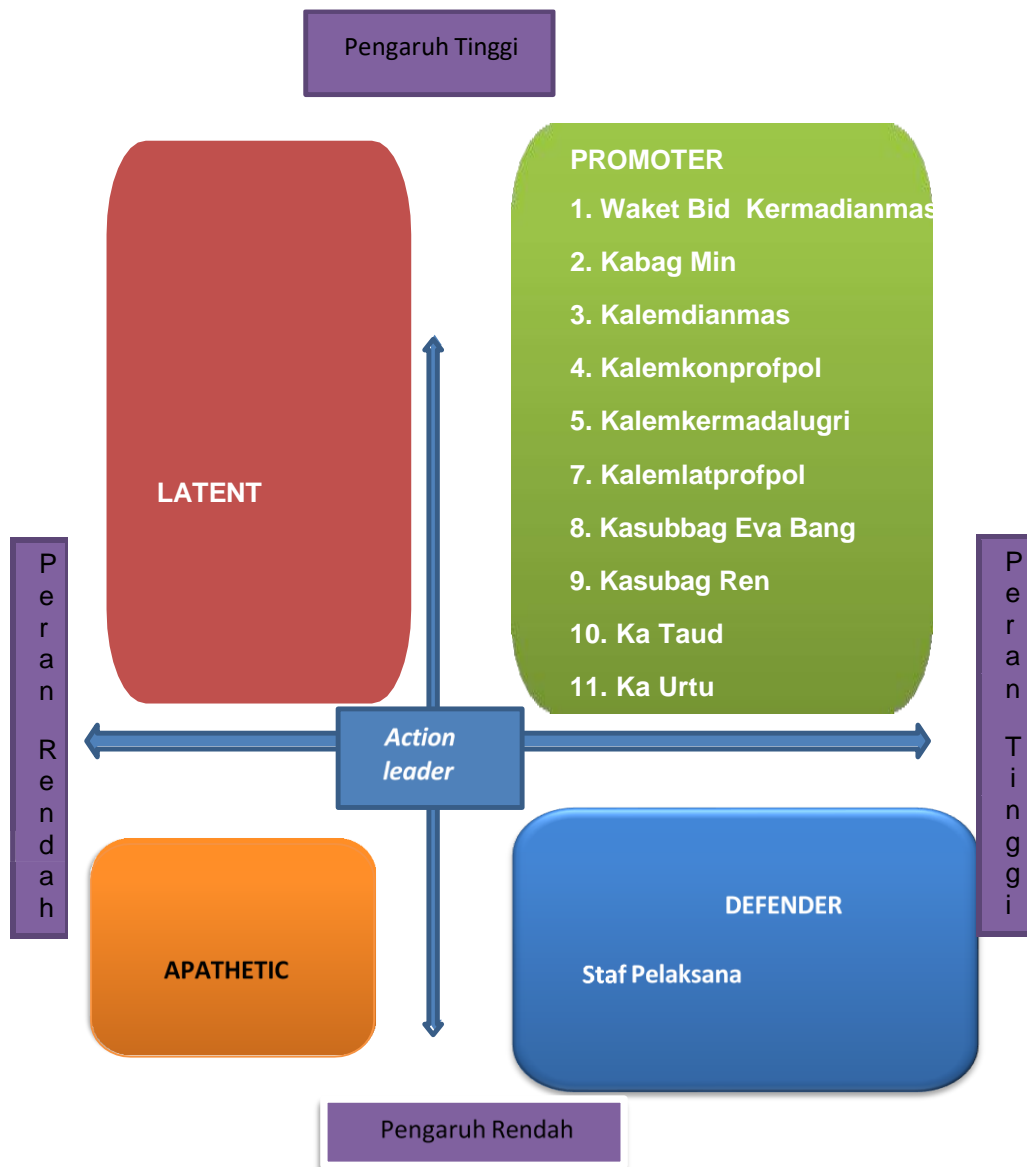 Pengaruh Tinggi
PROMOTER
1. Waket Bid Kermadianmas
2. Kabag Min
3. Kalemdianmas
4. Kalemkonprofpol
5. Kalemkermadalugri
7. Kalemlatprofpol
8. Kasubbag Eva Bang
9. Kasubag Ren
10. Ka Taud
11. Ka Urtu
LATENT
Peran Rendah
Peran Tinggi
Action
leader
APATHETIC
DEFENDER
Staf Pelaksana
Pengaruh Rendah